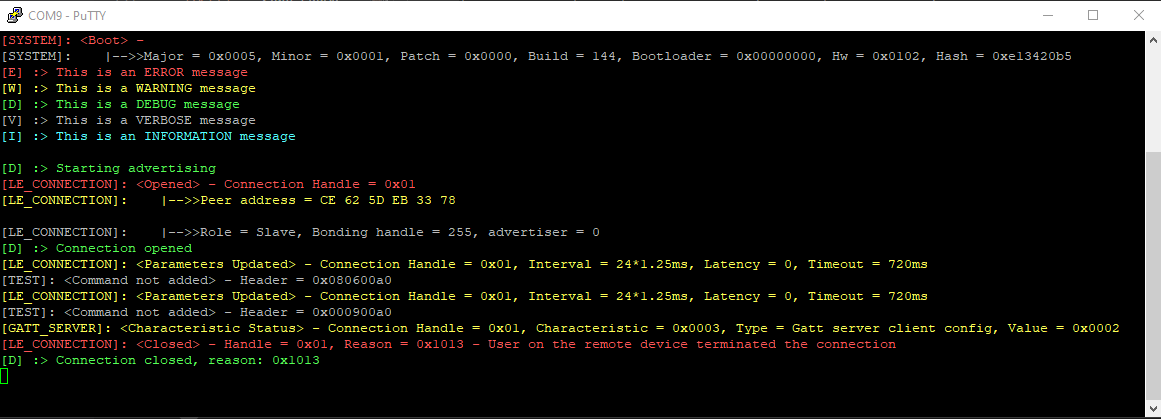 COM9 - PuTTY
[SYSTEM]: <Boot> -
[SYSTEM]:    |-->>Major = 0x0005, Minor = 0x0001, Patch = 0x0000, Build = 144, Bootloader = 0x00000000, Hw = 0x0102, Hash = 0xe13420b5
[E] :> This is an ERROR message
[W] :> This is a WARNING message
[D] :> This is a DEBUG message
[V] :> This is a VERBOSE message
[I] :> This is an INFORMATION message
[D] :> Starting advertising
[LE_CONNECTION]: <Opened> - Connection Handle = 0x01
[LE_CONNECTION]:    |-->>Peer address = CE 62 5D EB 33 78
[LE_CONNECTION]:    |-->>Role = Slave, Bonding handle = 255, advertiser = 0
[D] :> Connection opened
[LE_CONNECTION]: <Parameters Updated> - Connection Handle = 0x01, Interval = 24*1.25ms, Latency = 0, Timeout = 720ms
[TEST]: <Command not added> - Header = 0x080600a0
[LE_CONNECTION]: <Parameters Updated> - Connection Handle = 0x01, Interval = 24*1.25ms, Latency = 0, Timeout = 720ms
[TEST]: <Command not added> - Header = 0x000900a0
[GATT_SERVER]: <Characteristic Status> - Connection Handle = 0x01, Characteristic = 0x0003, Type = Gatt server client config, Value = 0x0002
[LE_CONNECTION]: <Closed> - Handle = 0x01, Reason = 0x1013 - User on the remote device terminated the connection
[D] :> Connection closed, reason: 0x1013